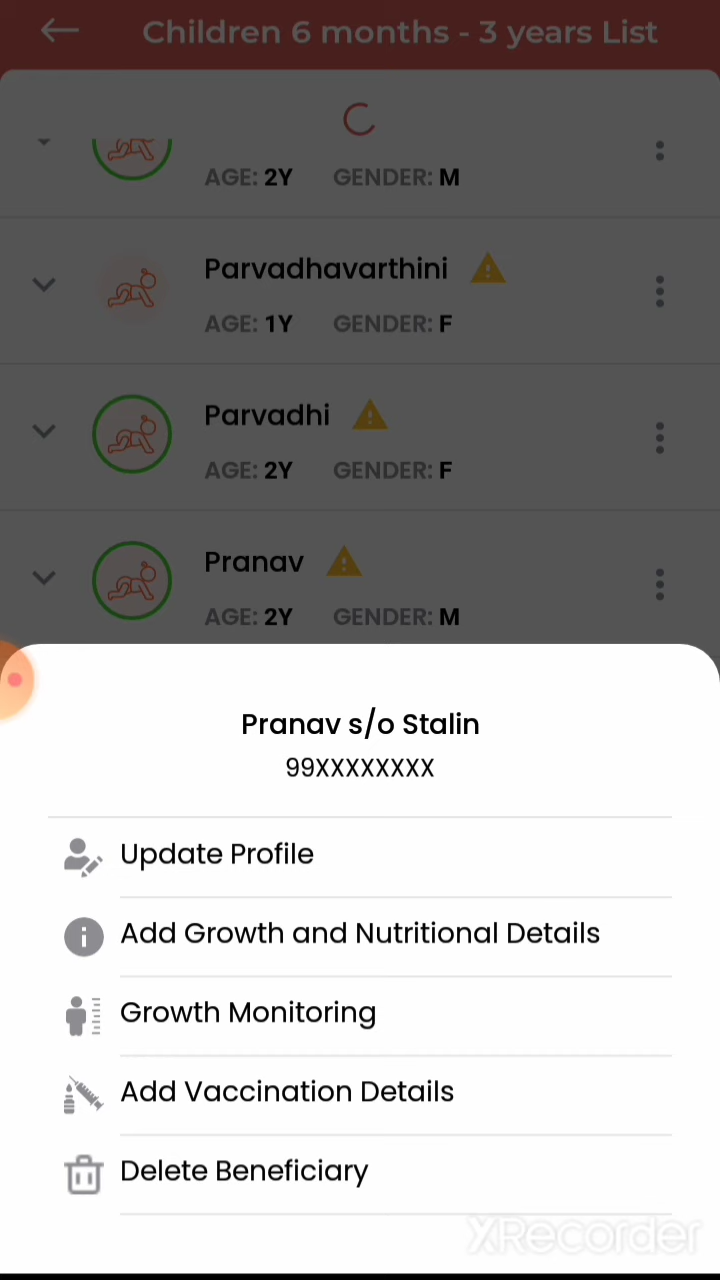 Children 6 months - 3 years List
AGE: 2Y GENDER: M
Parvadhavarthini
AGE: 1Y GENDER: F
Parvadhi
AGE: 2Y GENDER: F
Pranav
AGE: 2Y GENDER: M
Pranav s/o Stalin
99XXXXXXXX
Update Profile
Add Growth and Nutritional Details
Growth Monitoring
Add Vaccination Details
Delete Beneficiary
XRecorder